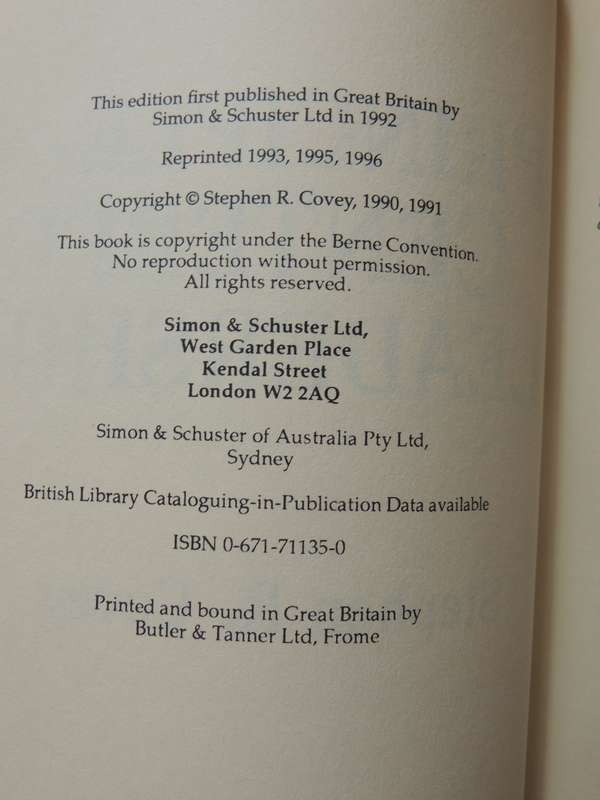 This edition first published in Great Britain by
Simon & Schuster Ltd in 1992
Reprinted 1993, 1995, 1996
Copyright © Stephen R. Covey, 1990, 1991
This book is copyright under the Berne Convention.
No reproduction without permission.
All rights reserved.
Simon & Schuster Ltd,
West Garden Place
Kendal Street
London W2 2AQ
Simon & Schuster of Australia Pty Ltd,
Sydney
British Library Cataloguing-in-Publication Data available
ISBN 0-671-71135-0
Printed and bound in Great Britain by
Butler & Tanner Ltd, Frome